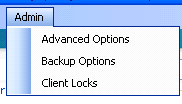 Admin
Advanced Options
Backup Options
Client Locks